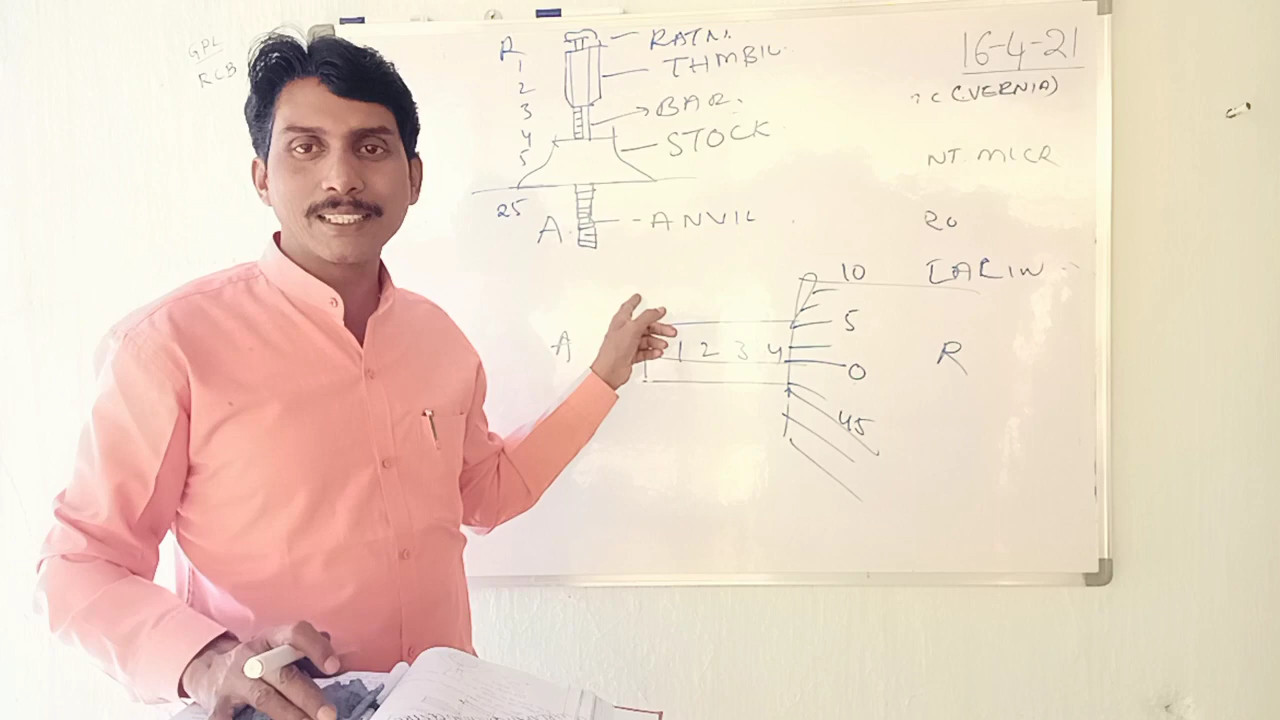 GPL
RCB
R
1
2
3
4
5
25
RATN.
THMBIL
BAR.
STOCK
A.
ANVIL
16-4-21
(VERNIA)
NT. MICR
20
A
1 2 3 4
10
5
0
45
R